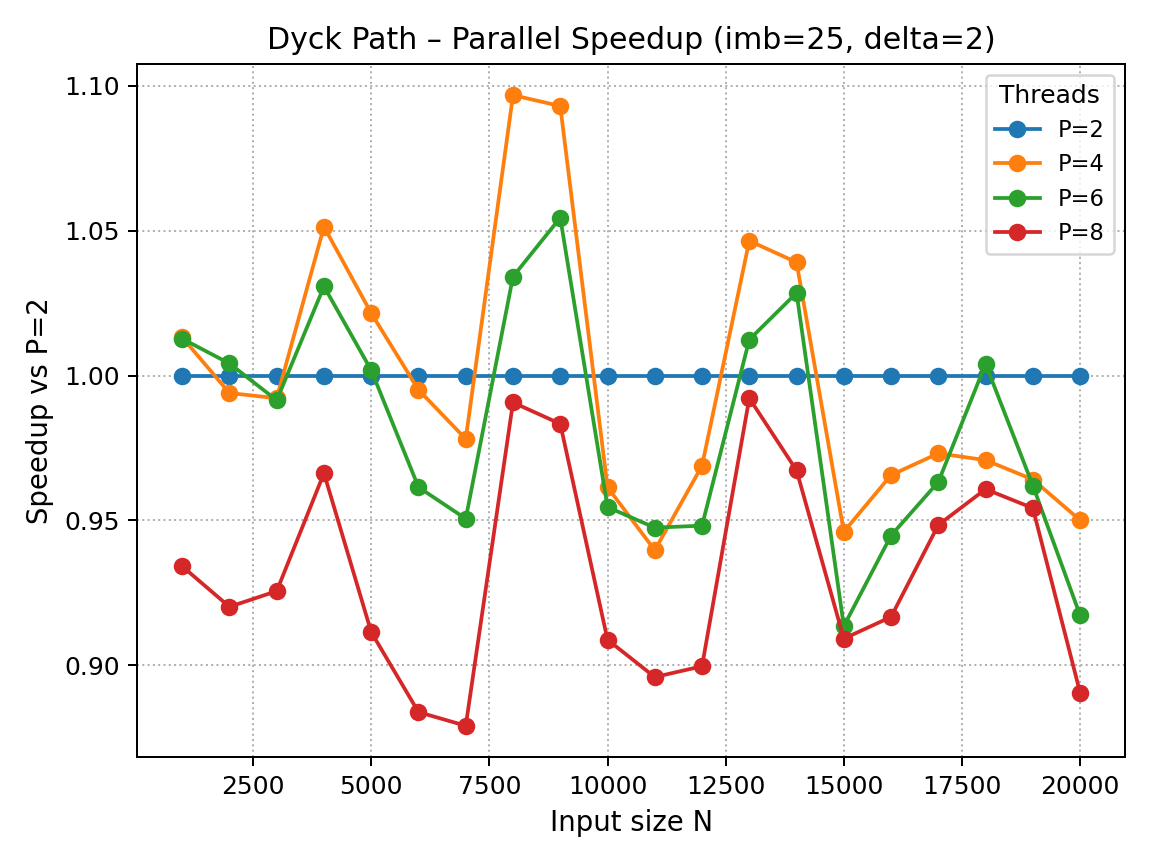 Dyck Path – Parallel Speedup (imb=25, delta=2)
Speedup vs P=2
1.10
1.05
1.00
0.95
0.90
Threads
P=2
P=4
P=6
P=8
2500 5000 7500 10000 12500 15000 17500 20000
Input size N